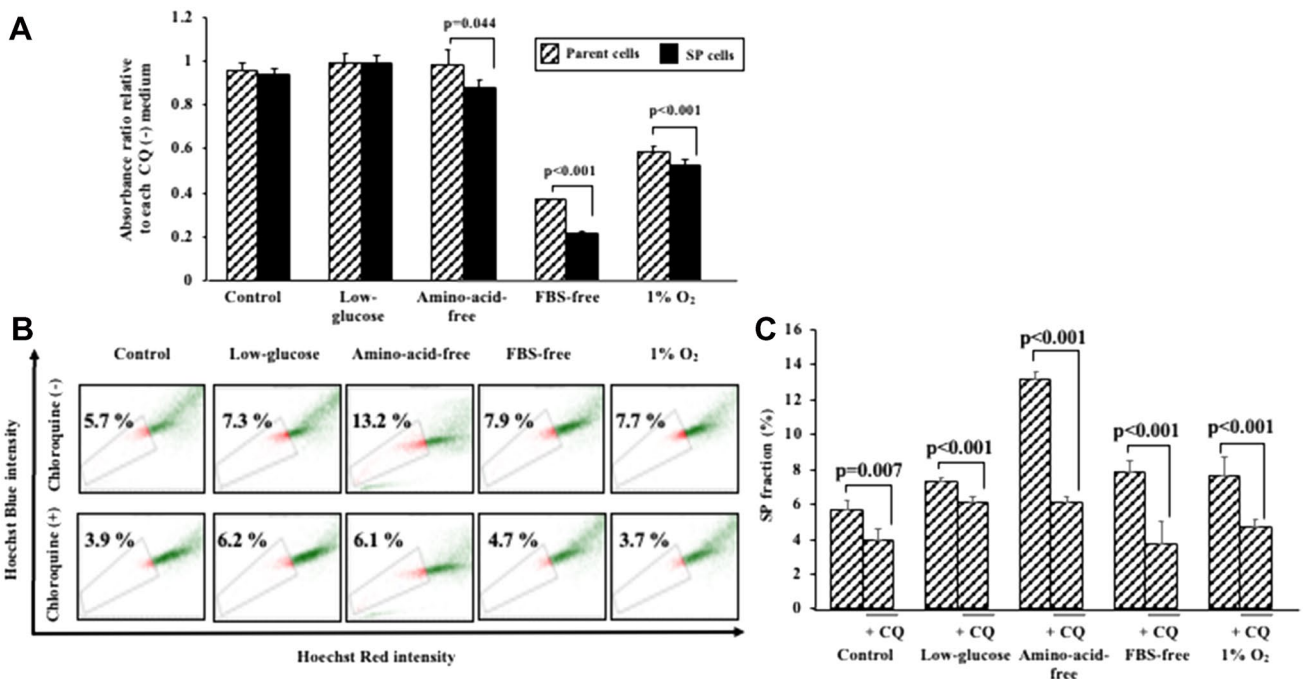 A
Absorbance ratio relative
to each CQ (-) medium
1.2
1
0.8
0.6
0.4
0.2
0
p=0.044
p<0.001
p<0.001
Parent cells
SP cells
Control
Low-
glucose
Amino-acid-
free
FBS-free
1% O₂
B
Control
Low-glucose
Amino-acid-free
FBS-free
1% O₂
Hoechst Blue intensity
Chloroquine (-)
5.7 %
7.3 %
13.2 %
7.9 %
7.7 %
Chloroquine (+)
3.9 %
6.2 %
6.1 %
4.7 %
3.7 %
Hoechst Red intensity
C
SP fraction (%)
16
14
12
10
8
6
4
2
0
p=0.007
p<0.001
p<0.001
p<0.001
p<0.001
+ CQ
+ CQ
+ CQ
+ CQ
+ CQ
Control
Low-glucose
Amino-acid-
free
FBS-free
1% O₂